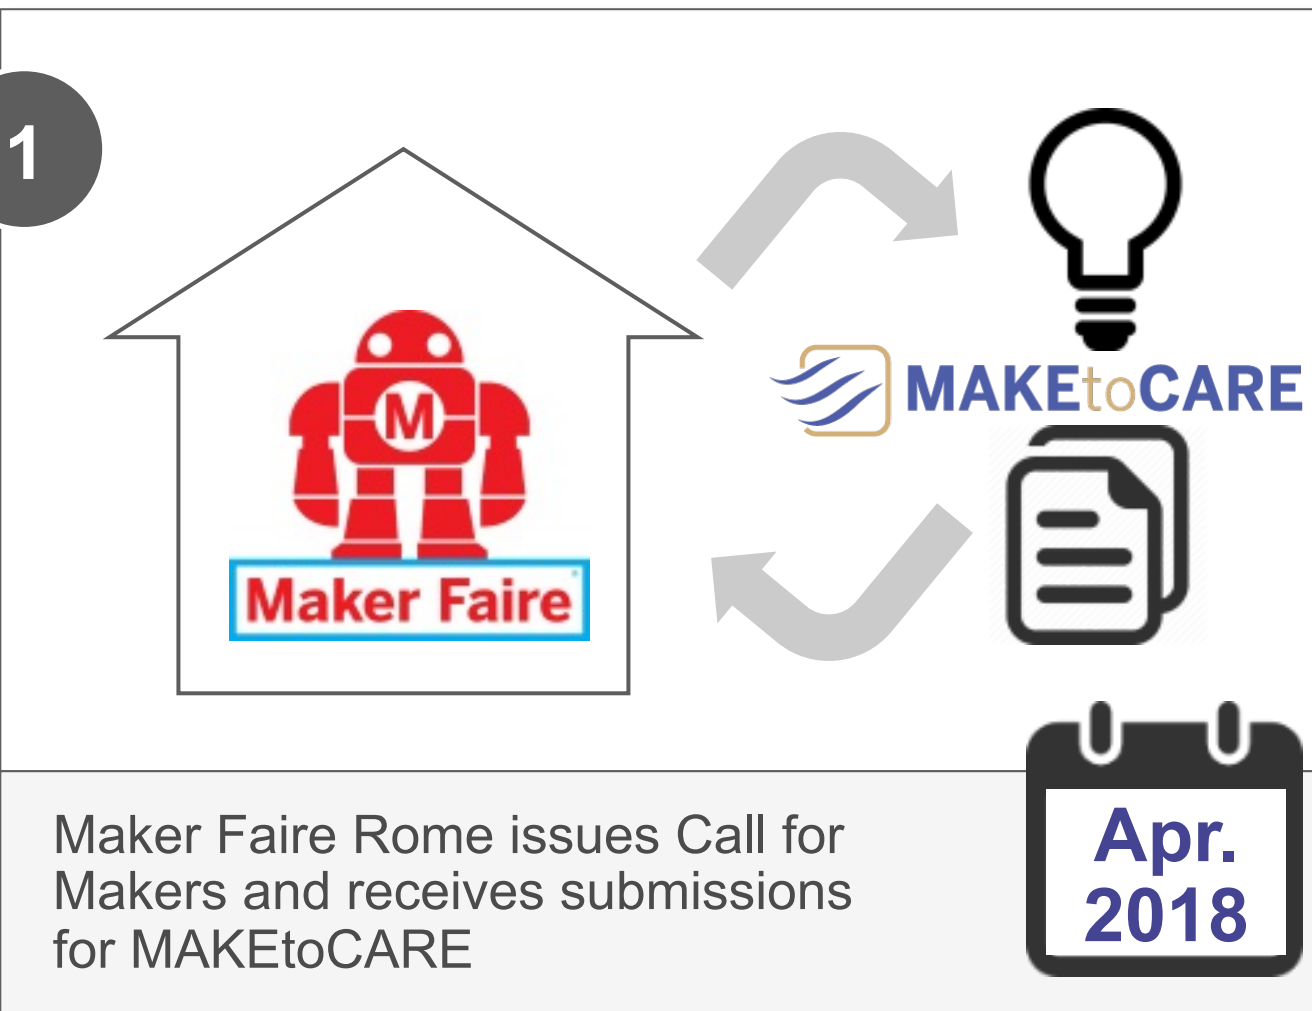 1
M
Maker Faire
MAKEtoCARE
Maker Faire Rome issues Call for
Makers and receives submissions
for MAKEtoCARE
Apr.
2018